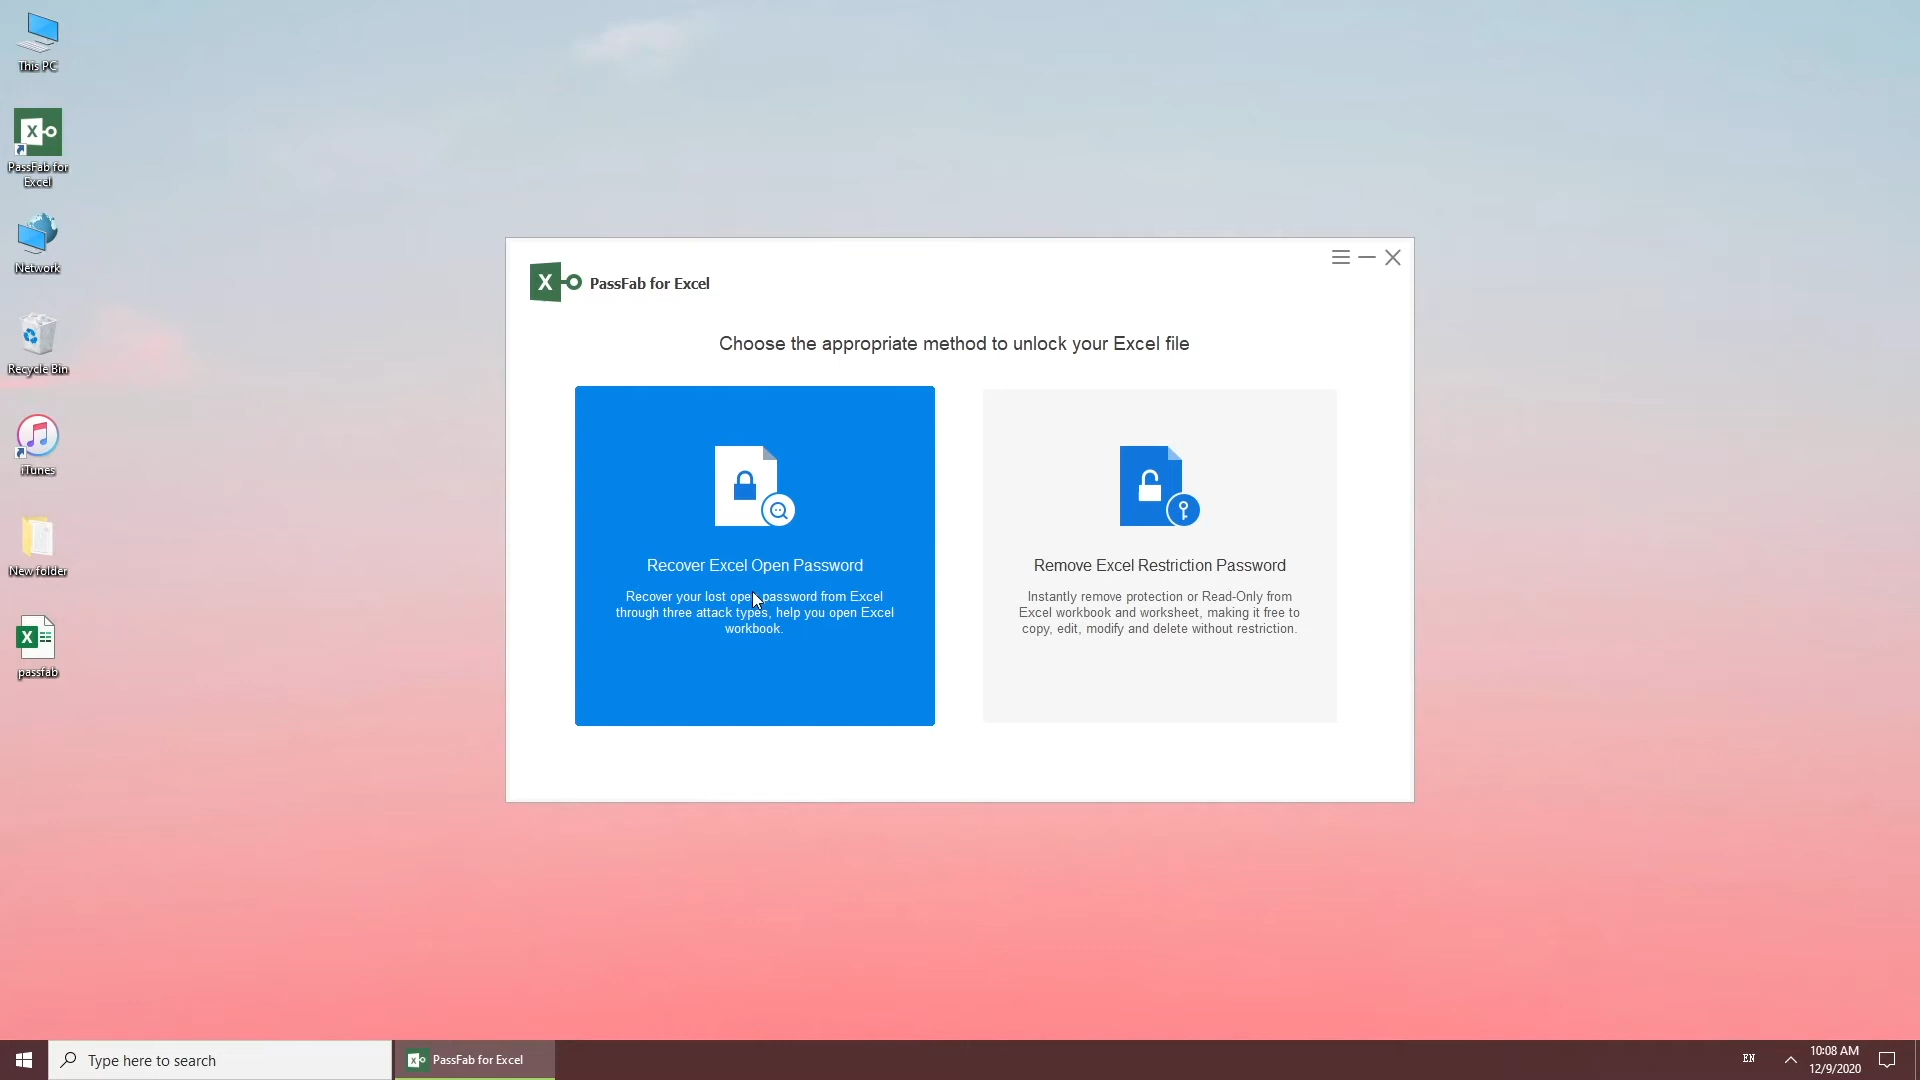 This PC
PassFab for
Excel
Network
Recycle Bin
iTunes
New folder
passfab
PassFab for Excel
Choose the appropriate method to unlock your Excel file
Recover Excel Open Password
Recover your lost open password from Excel
through three attack types, help you open Excel
workbook.
Remove Excel Restriction Password
Instantly remove protection or Read-Only from
Excel workbook and worksheet, making it free to
copy, edit, modify and delete without restriction.
Type here to search
PassFab for Excel
EN
10:08 AM
12/9/2020